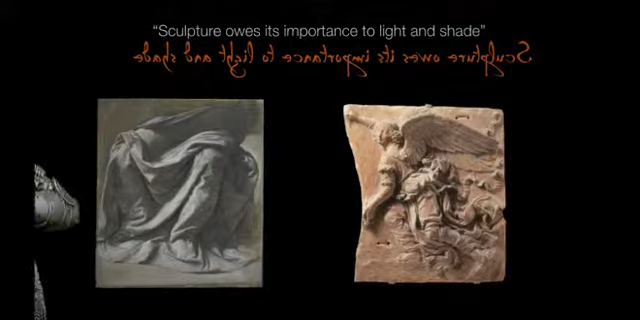 “Sculpture owes its importance to light and shade”
Sculpture owes its importance to light and shade